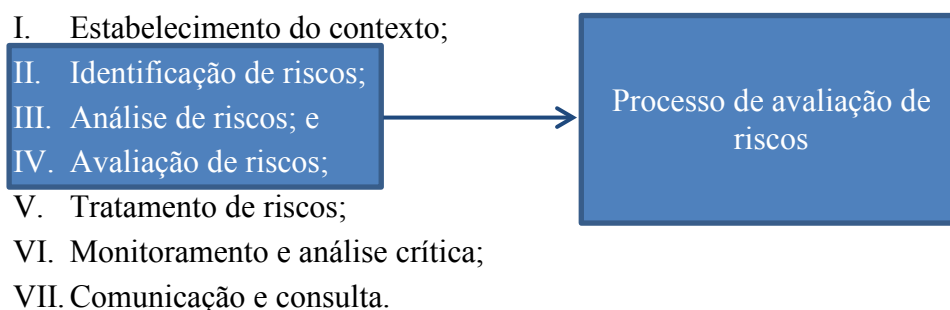 I. Estabelecimento do contexto;
II. Identificação de riscos;
III. Análise de riscos; e
IV. Avaliação de riscos;
V. Tratamento de riscos;
VI. Monitoramento e análise crítica;
VII. Comunicação e consulta.
Processo de avaliação de
riscos